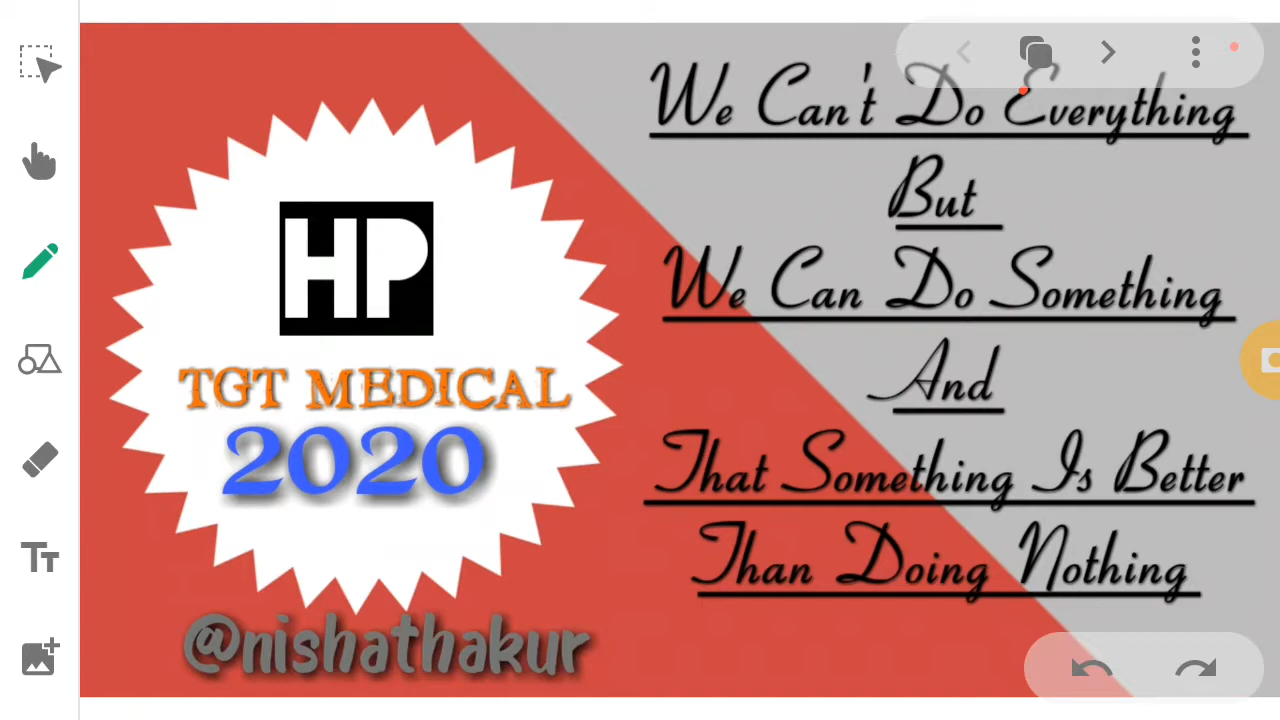 HP
TGT MEDICAL
2020
@nishathakur
We Can't Do Everything
But
We Can Do Something
And
That Something Is Better
Than Doing Nothing
TT